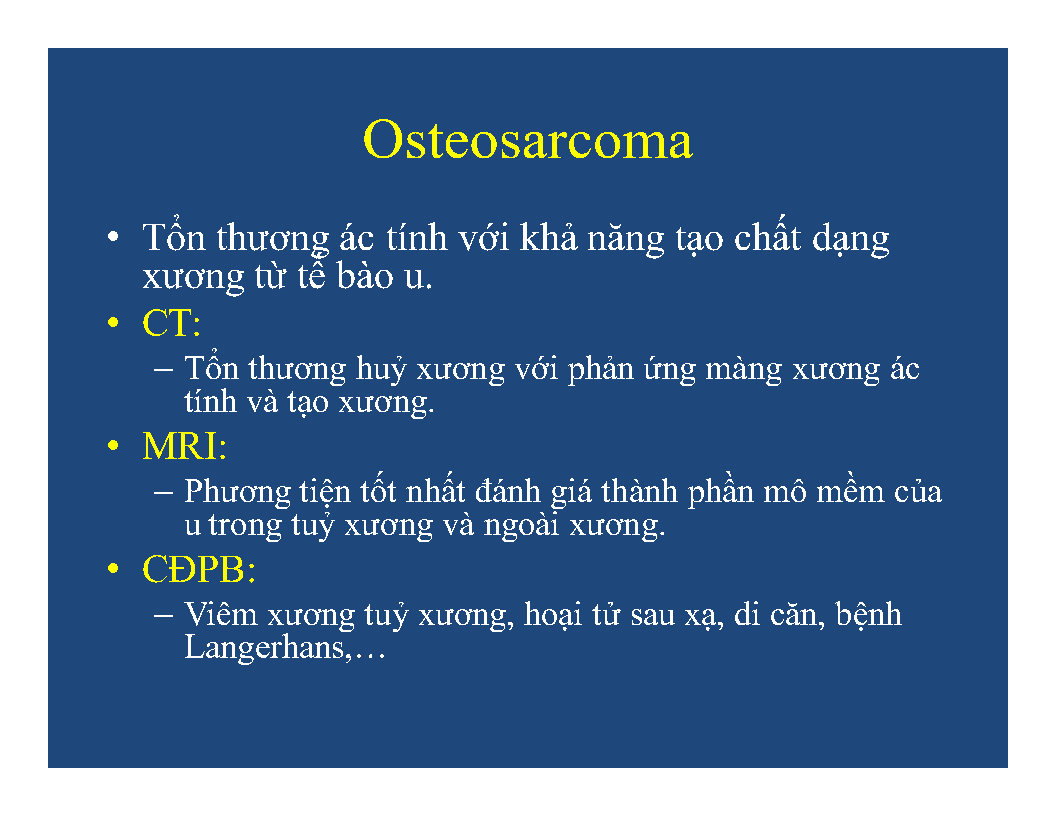 Osteosarcoma
• Tổn thương ác tính với khả năng tạo chất dạng
xương từ tế bào u.
• CT:
– Tổn thương huỷ xương với phản ứng màng xương ác
tính và tạo xương.
• MRI:
– Phương tiện tốt nhất đánh giá thành phần mô mềm của
u trong tuỷ xương và ngoài xương.
• CĐPB:
– Viêm xương tuỷ xương, hoại tử sau xạ, di căn, bệnh
Langerhans,…